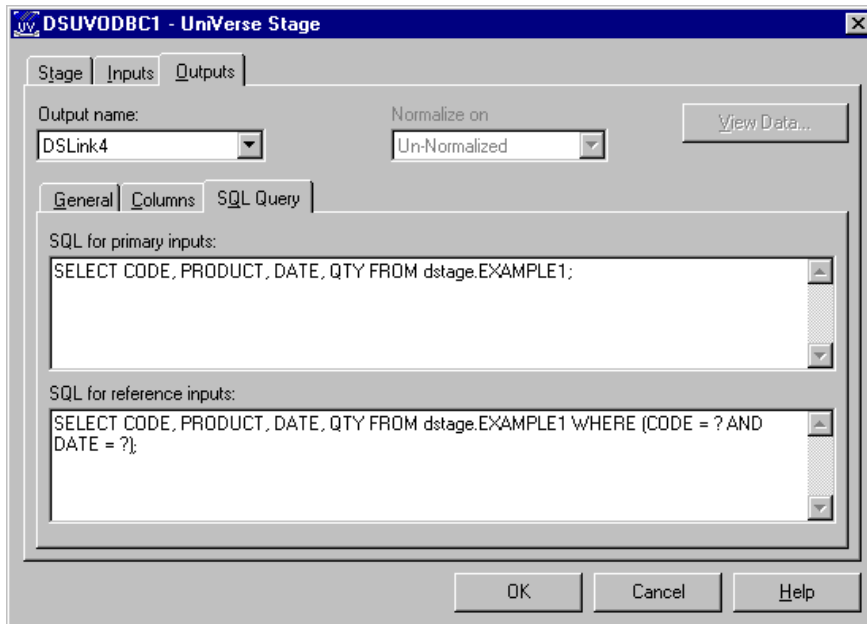 UV DSUVODBC1 - UniVerse Stage
Stage Inputs Outputs
Output name: Normalize on
DSLink4 Un-Normalized View Data...
General Columns SQL Query
SQL for primary inputs:
SELECT CODE, PRODUCT, DATE, QTY FROM dstage.EXAMPLE1;
SQL for reference inputs:
SELECT CODE, PRODUCT, DATE, QTY FROM dstage.EXAMPLE1 WHERE (CODE = ? AND
DATE = ?);
OK Cancel Help